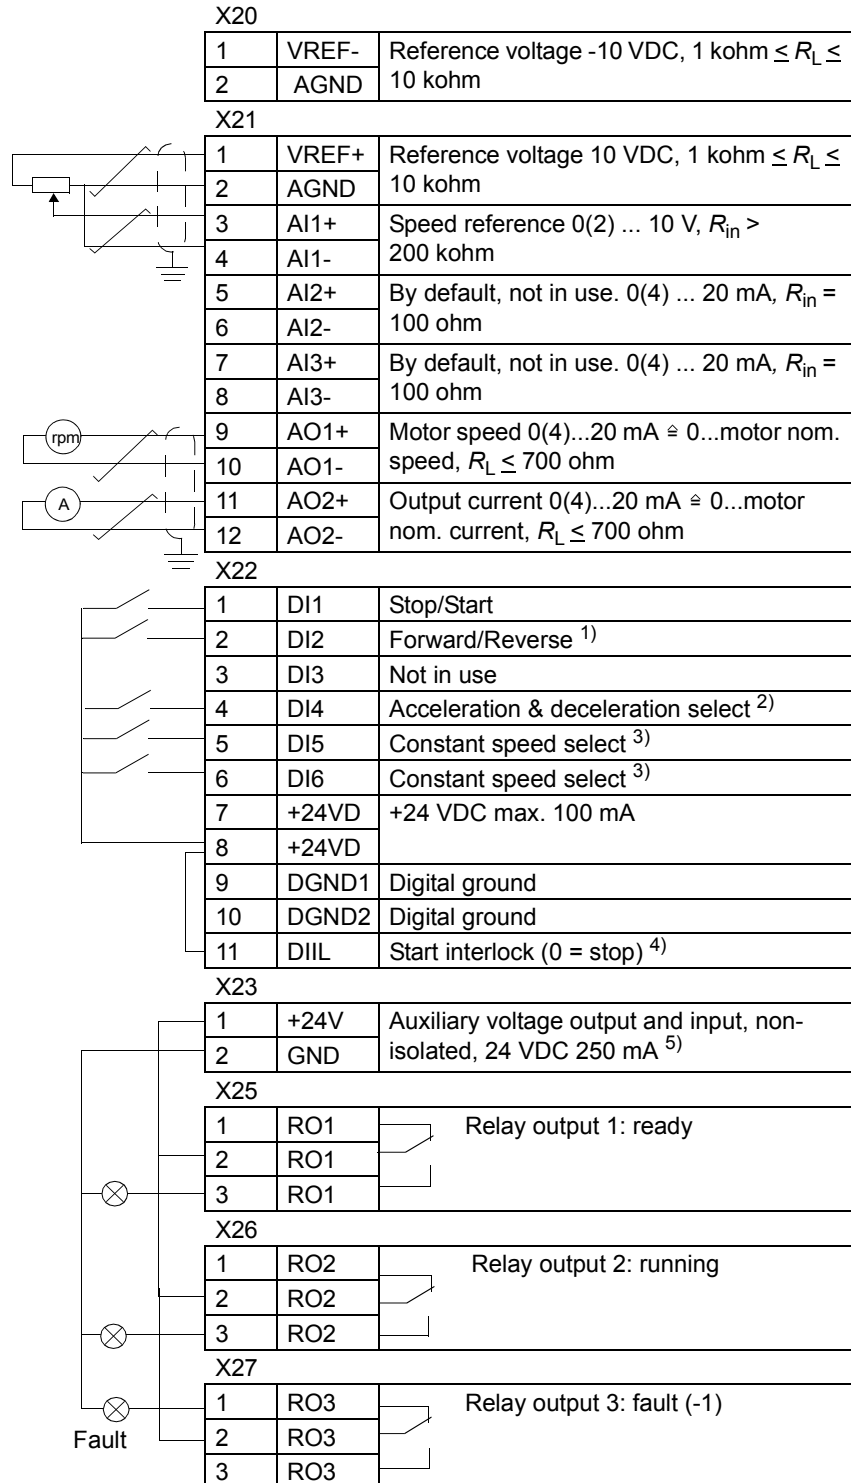 X20
1 VREF- Reference voltage -10 VDC, 1 kohm ≤ RL ≤
2 AGND 10 kohm
X21
1 VREF+ Reference voltage 10 VDC, 1 kohm ≤ RL ≤
2 AGND 10 kohm
3 AI1+ Speed reference 0(2) ... 10 V, Rin >
4 AI1- 200 kohm
5 AI2+ By default, not in use. 0(4) ... 20 mA, Rin =
6 AI2- 100 ohm
7 AI3+ By default, not in use. 0(4) ... 20 mA, Rin =
8 AI3- 100 ohm
rpm 9 AO1+ Motor speed 0(4)...20 mA ≙ 0...motor nom.
10 AO1- speed, RL ≤ 700 ohm
A 11 AO2+ Output current 0(4)...20 mA ≙ 0...motor
12 AO2- nom. current, RL ≤ 700 ohm
X22
1 DI1 Stop/Start
2 DI2 Forward/Reverse 1)
3 DI3 Not in use
4 DI4 Acceleration & deceleration select 2)
5 DI5 Constant speed select 3)
6 DI6 Constant speed select 3)
7 +24VD +24 VDC max. 100 mA
8 +24VD
9 DGND1 Digital ground
10 DGND2 Digital ground
11 DIIL Start interlock (0 = stop) 4)
X23
1 +24V Auxiliary voltage output and input, non-
2 GND isolated, 24 VDC 250 mA 5)
X25
1 RO1 Relay output 1: ready
2 RO1
3 RO1
X26
1 RO2 Relay output 2: running
2 RO2
3 RO2
X27
1 RO3 Relay output 3: fault (-1)
Fault 2 RO3
3 RO3